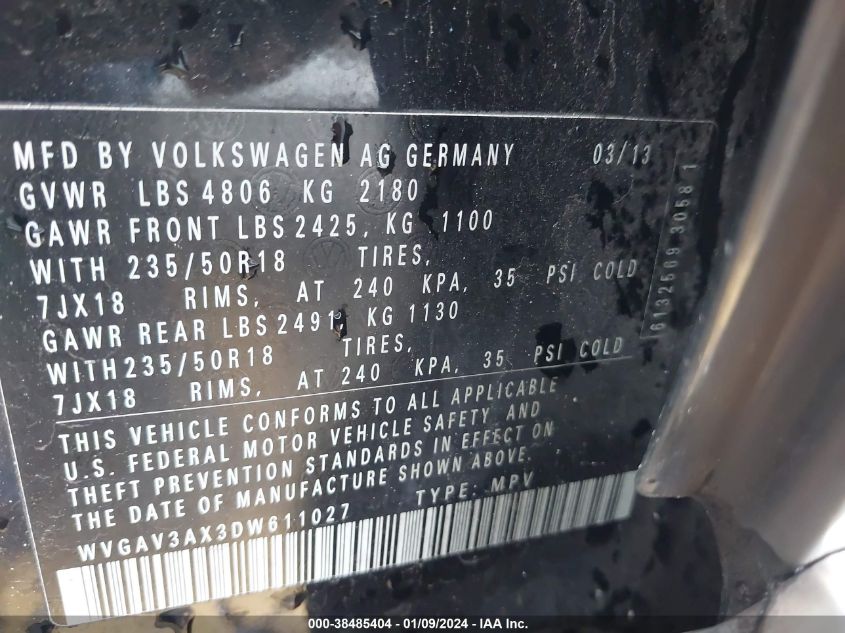 MFD BY VOLKSWAGEN AG GERMANY 03/13
GVWR LBS 4806 KG 2180
GAWR FRONT LBS 2425, KG 1100
WITH 235/50R18 TIRES,
7JX18 RIMS, AT 240 KPA, 35 PSI COLD
GAWR REAR LBS 2491 KG 1130
WITH 235/50R18 TIRES,
7JX18 RIMS, AT 240 KPA, 35 PSI COLD
THIS VEHICLE CONFORMS TO ALL APPLICABLE
U.S. FEDERAL MOTOR VEHICLE SAFETY AND
THEFT PREVENTION STANDARDS IN EFFECT ON
THE DATE OF MANUFACTURE SHOWN ABOVE.
WVGAV3AX3DW611027 TYPE: MPV
000-38485404 - 01/09/2024 - IAA Inc.